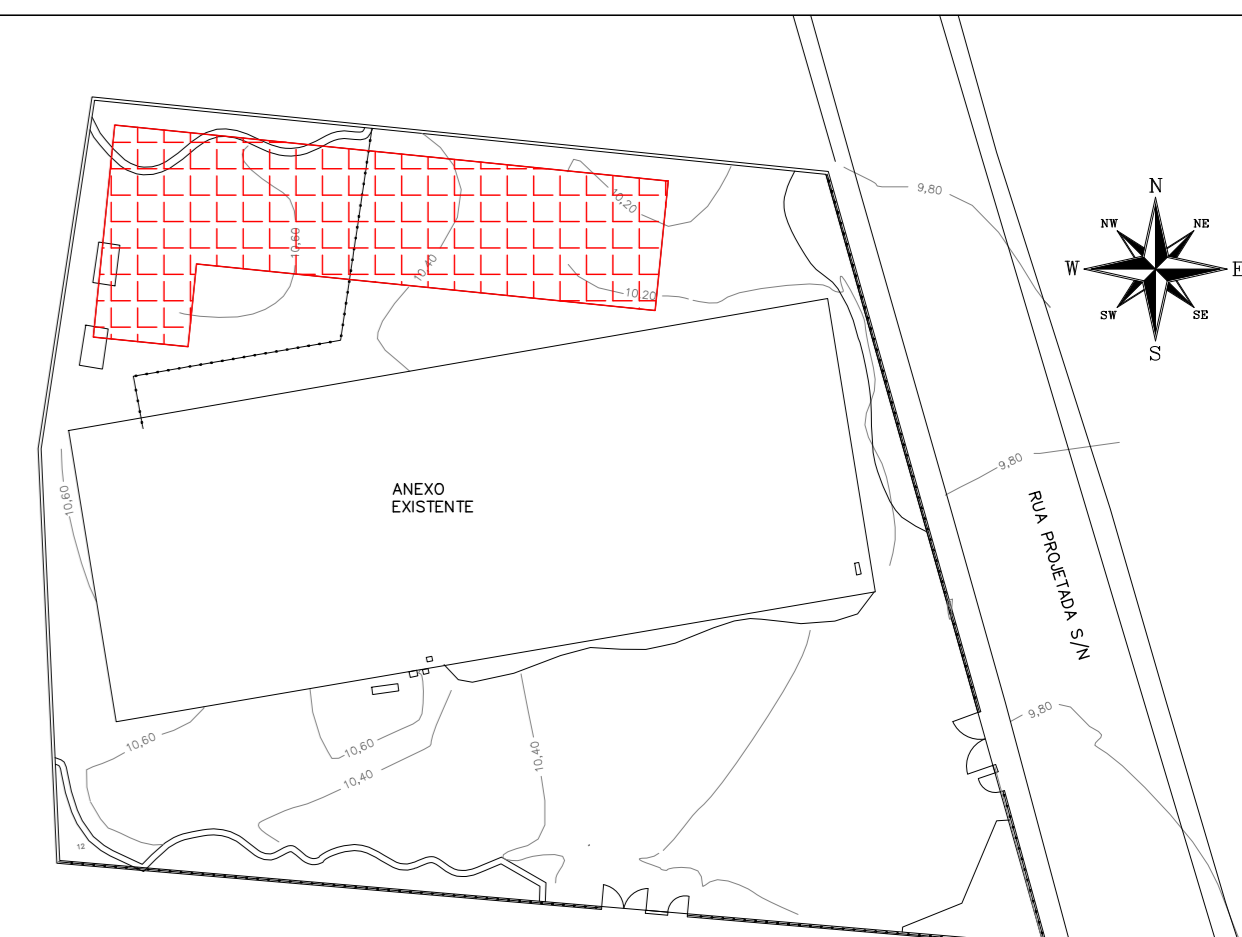 N
NW
NE
W
E
SW
SE
S
9,80
10,20
10,60
10,40
10,20
9,80
ANEXO
EXISTENTE
10,60
RUA PROJETADA S/N
9,80
10,60
10,60
10,40
10,40
12